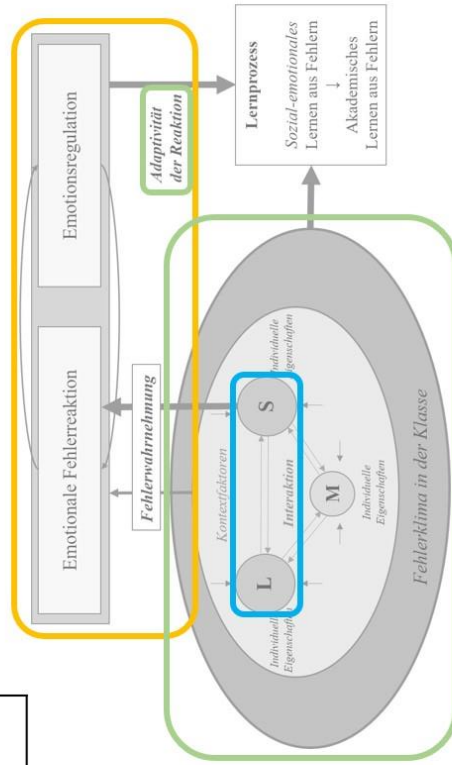 Emotionale Fehlerreaktion
Emotionsregulation
Fehlerwahrnehmung
Adaptivität
der Reaktion
Kontextfaktoren
L
S
Interaktion
M
Individuelle
Eigenschaften
Individuelle
Eigenschaften
Individuelle
Eigenschaften
Fehlerklima in der Klasse
Lernprozess
Sozial-emotionales
Lernen aus Fehlern
↓
Akademisches
Lernen aus Fehlern